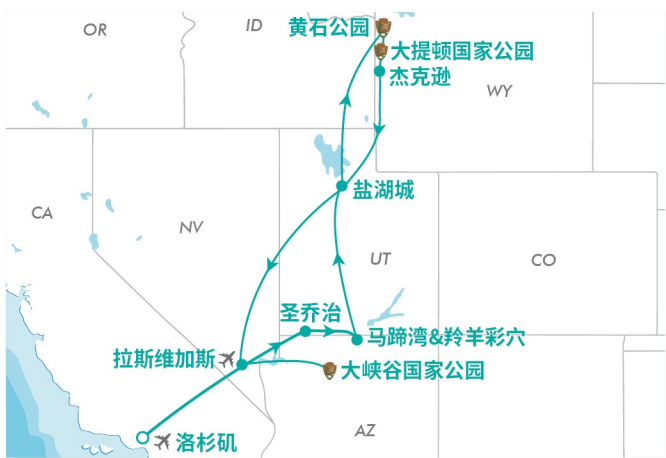 OR
ID
黄石公园
大提顿国家公园
杰克逊
WY
盐湖城
CA
NV
UT
CO
圣乔治
马蹄湾&羚羊彩穴
拉斯维加斯
大峡谷国家公园
洛杉矶
AZ